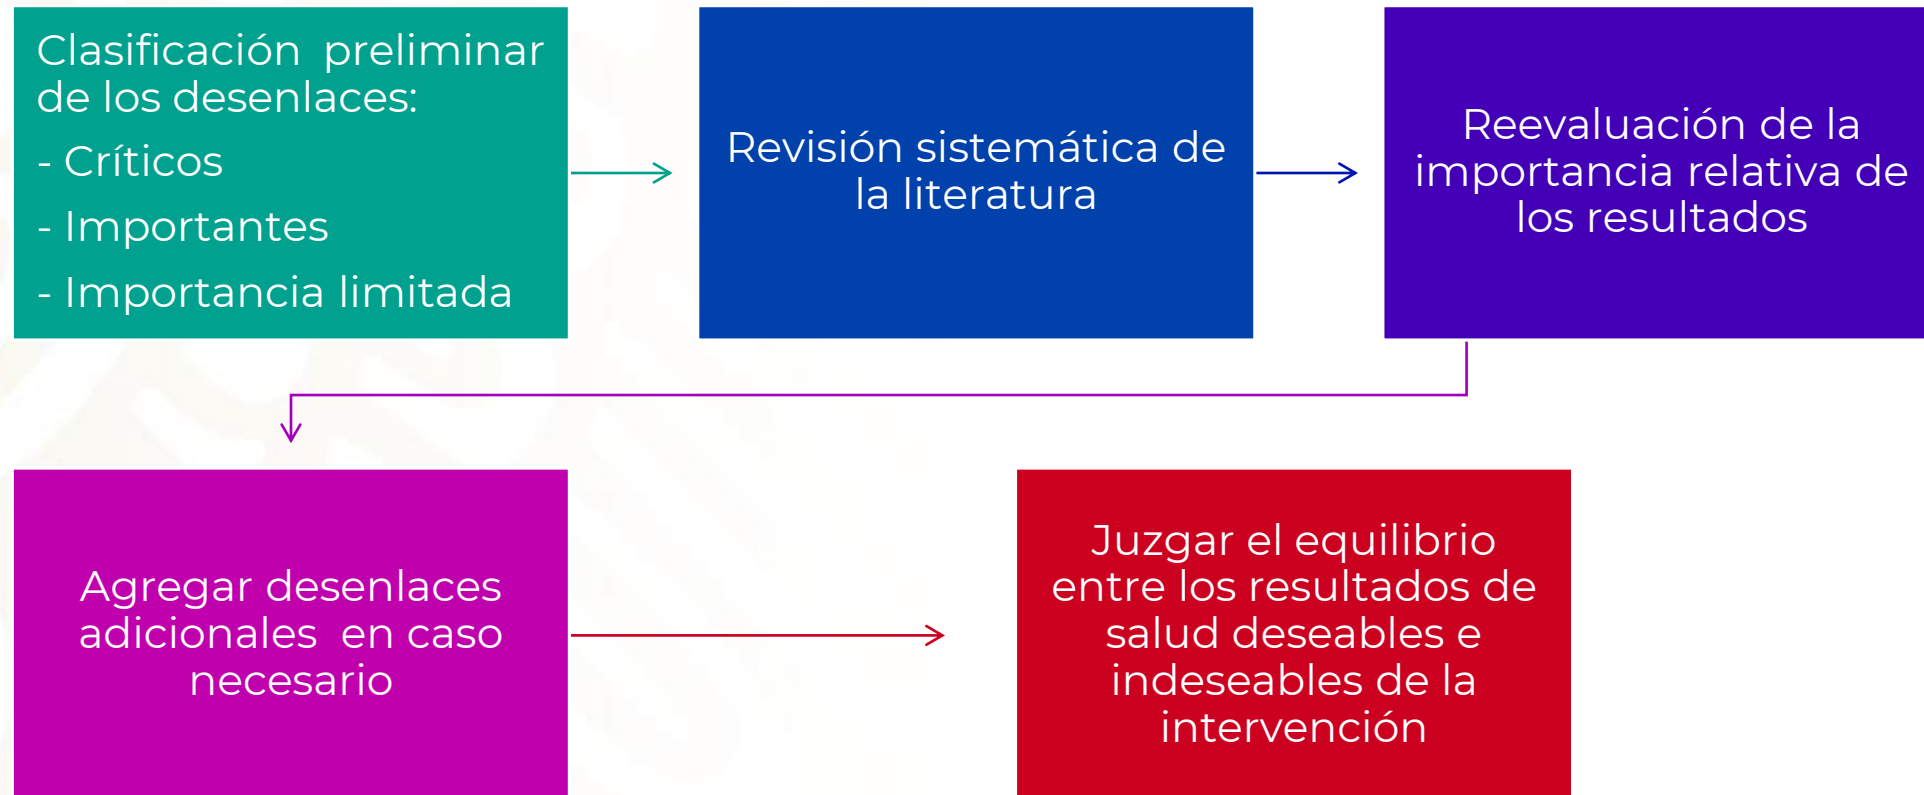 Clasificación preliminar
de los desenlaces:
- Críticos
- Importantes
- Importancia limitada
Revisión sistemática de
la literatura
Reevaluación de la
importancia relativa de
los resultados
Agregar desenlaces
adicionales en caso
necesario
Juzgar el equilibrio
entre los resultados de
salud deseables e
indeseables de la
intervención